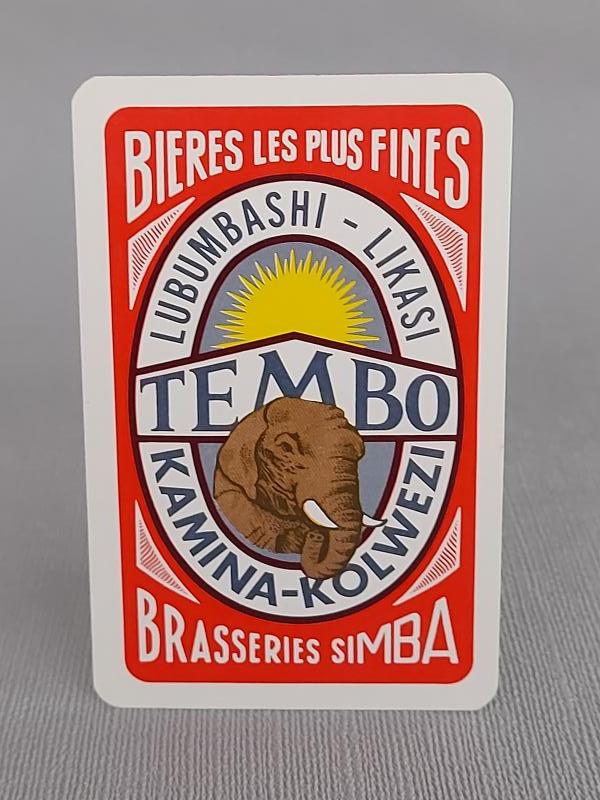 BIERES LES PLUS FINES
LUBUMBASHI - LIKASI
TEMBO
KAMINA-KOLWEZI
BRASSERIES SIMBA